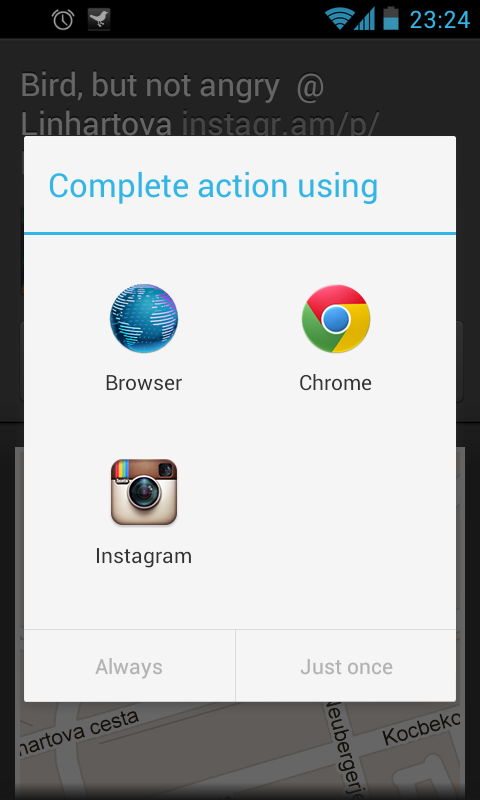 23:24
Bird, but not angry @
Linhartova instagr.am/p/
Complete action using
Browser
Chrome
Instagram
Always
Just once
hartova cesta
Neubergerje
Kocbeko